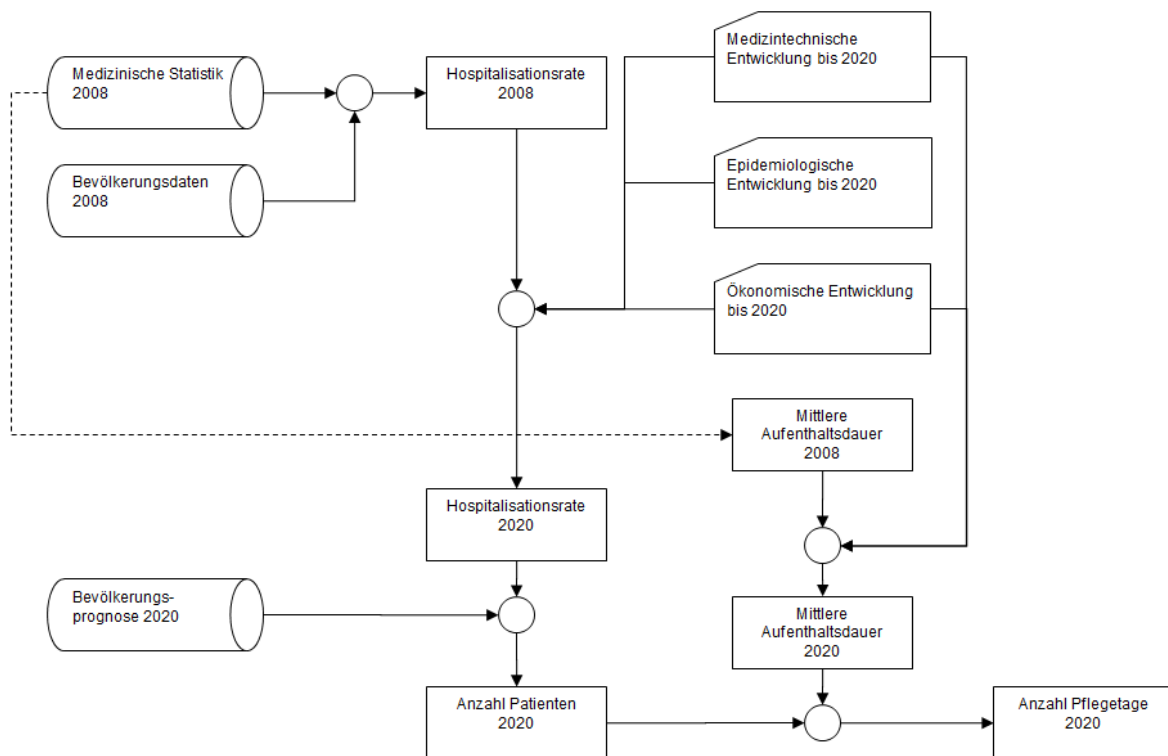 Medizinische Statistik
2008
Hospitalisationsrate
2008
Medizintechnische
Entwicklung bis 2020
Bevölkerungsdaten
2008
Epidemiologische
Entwicklung bis 2020
Ökonomische Entwicklung
bis 2020
Mittlere
Aufenthaltsdauer
2008
Hospitalisationsrate
2020
Bevölkerungs-
prognose 2020
Mittlere
Aufenthaltsdauer
2020
Anzahl Patienten
2020
Anzahl Pflegetage
2020